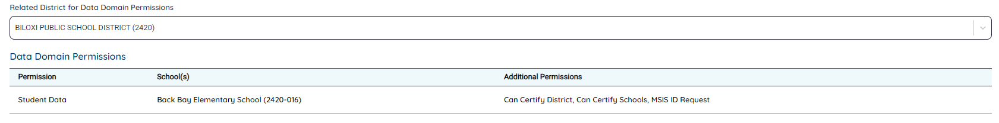 Related District for Data Domain Permissions
BILOXI PUBLIC SCHOOL DISTRICT (2420)
Data Domain Permissions
Permission School(s) Additional Permissions
Student Data Back Bay Elementary School (2420-016) Can Certify District, Can Certify Schools, MSIS ID Request